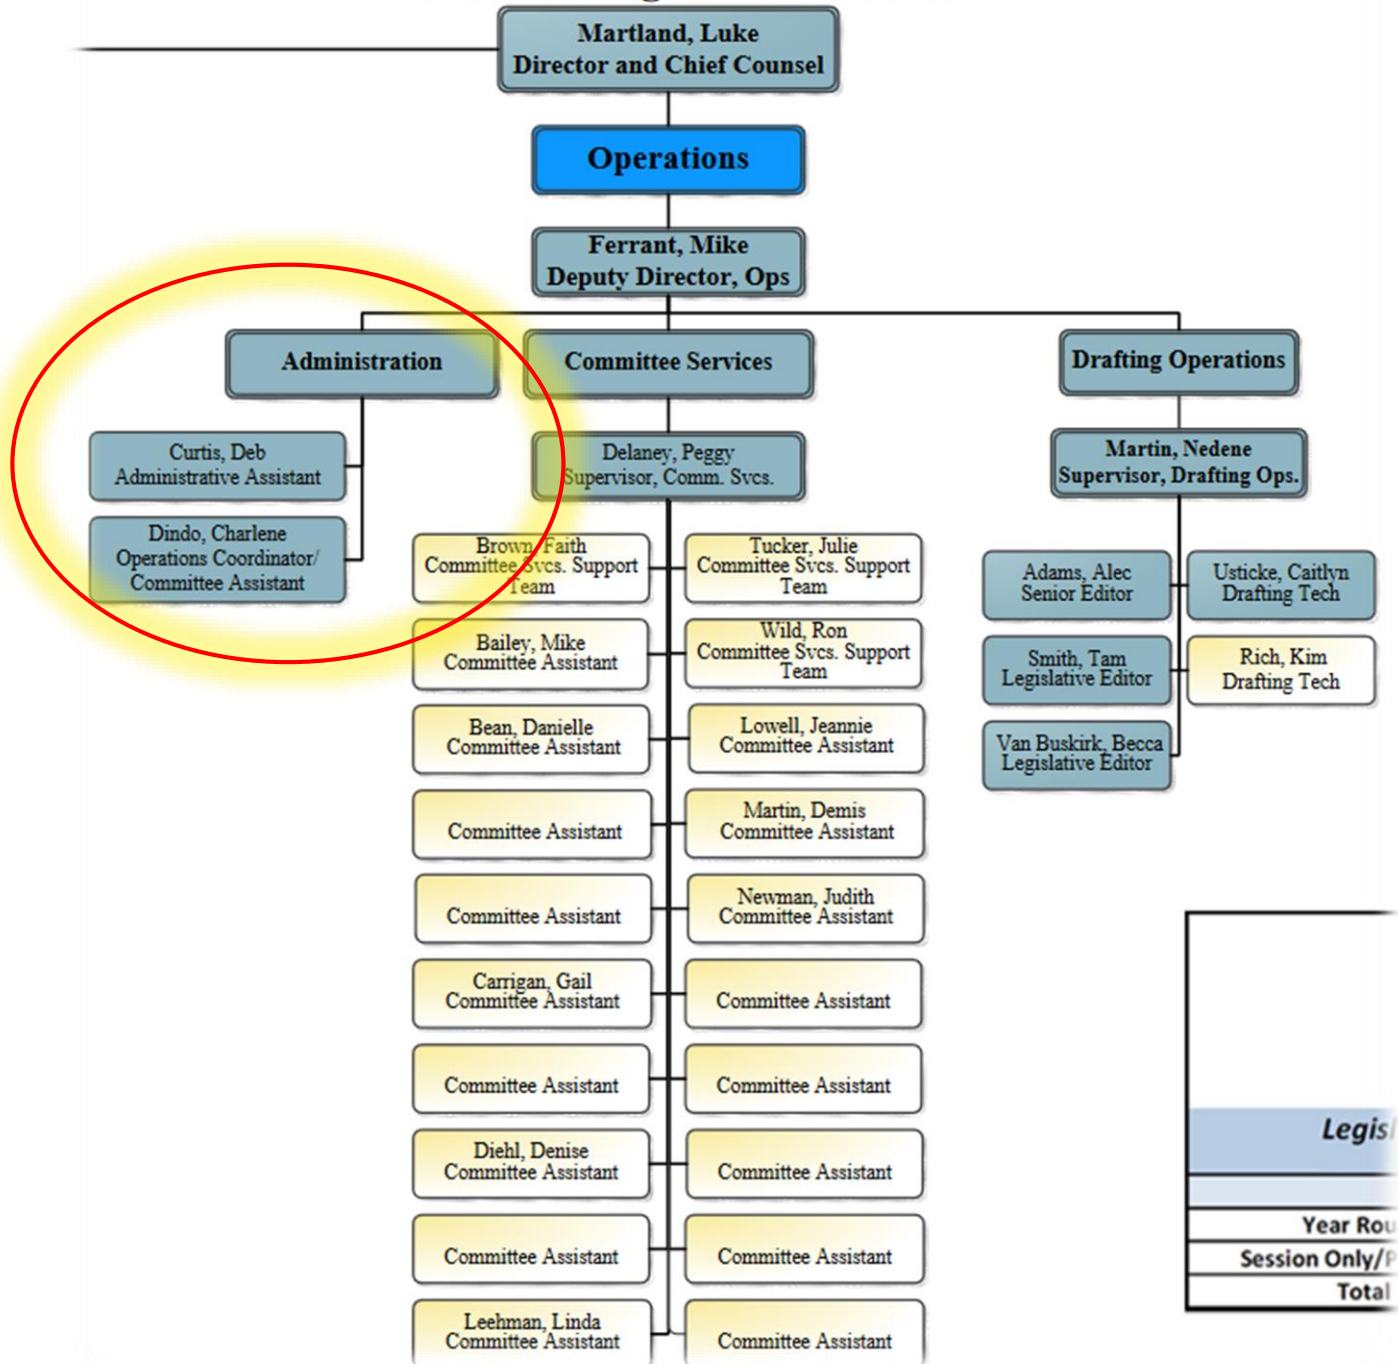 Martland, Luke
Director and Chief Counsel
Operations
Ferrant, Mike
Deputy Director, Ops
Administration
Curtis, Deb
Administrative Assistant
Dindo, Charlene
Operations Coordinator/
Committee Assistant
Committee Services
Delaney, Peggy
Supervisor, Comm. Svcs.
Brown, Faith
Committee Svcs. Support
Team
Tucker, Julie
Committee Svcs. Support
Team
Bailey, Mike
Committee Assistant
Wild, Ron
Committee Svcs. Support
Team
Bean, Danielle
Committee Assistant
Lowell, Jeannie
Committee Assistant
Committee Assistant
Martin, Demis
Committee Assistant
Committee Assistant
Newman, Judith
Committee Assistant
Carrigan, Gail
Committee Assistant
Committee Assistant
Committee Assistant
Committee Assistant
Diehl, Denise
Committee Assistant
Committee Assistant
Committee Assistant
Committee Assistant
Leehman, Linda
Committee Assistant
Committee Assistant
Drafting Operations
Martin, Nedene
Supervisor, Drafting Ops.
Adams, Alec
Senior Editor
Usticke, Caitlyn
Drafting Tech
Smith, Tam
Legislative Editor
Rich, Kim
Drafting Tech
Van Buskirk, Becca
Legislative Editor
Legisl
Year Rou
Session Only/P
Total